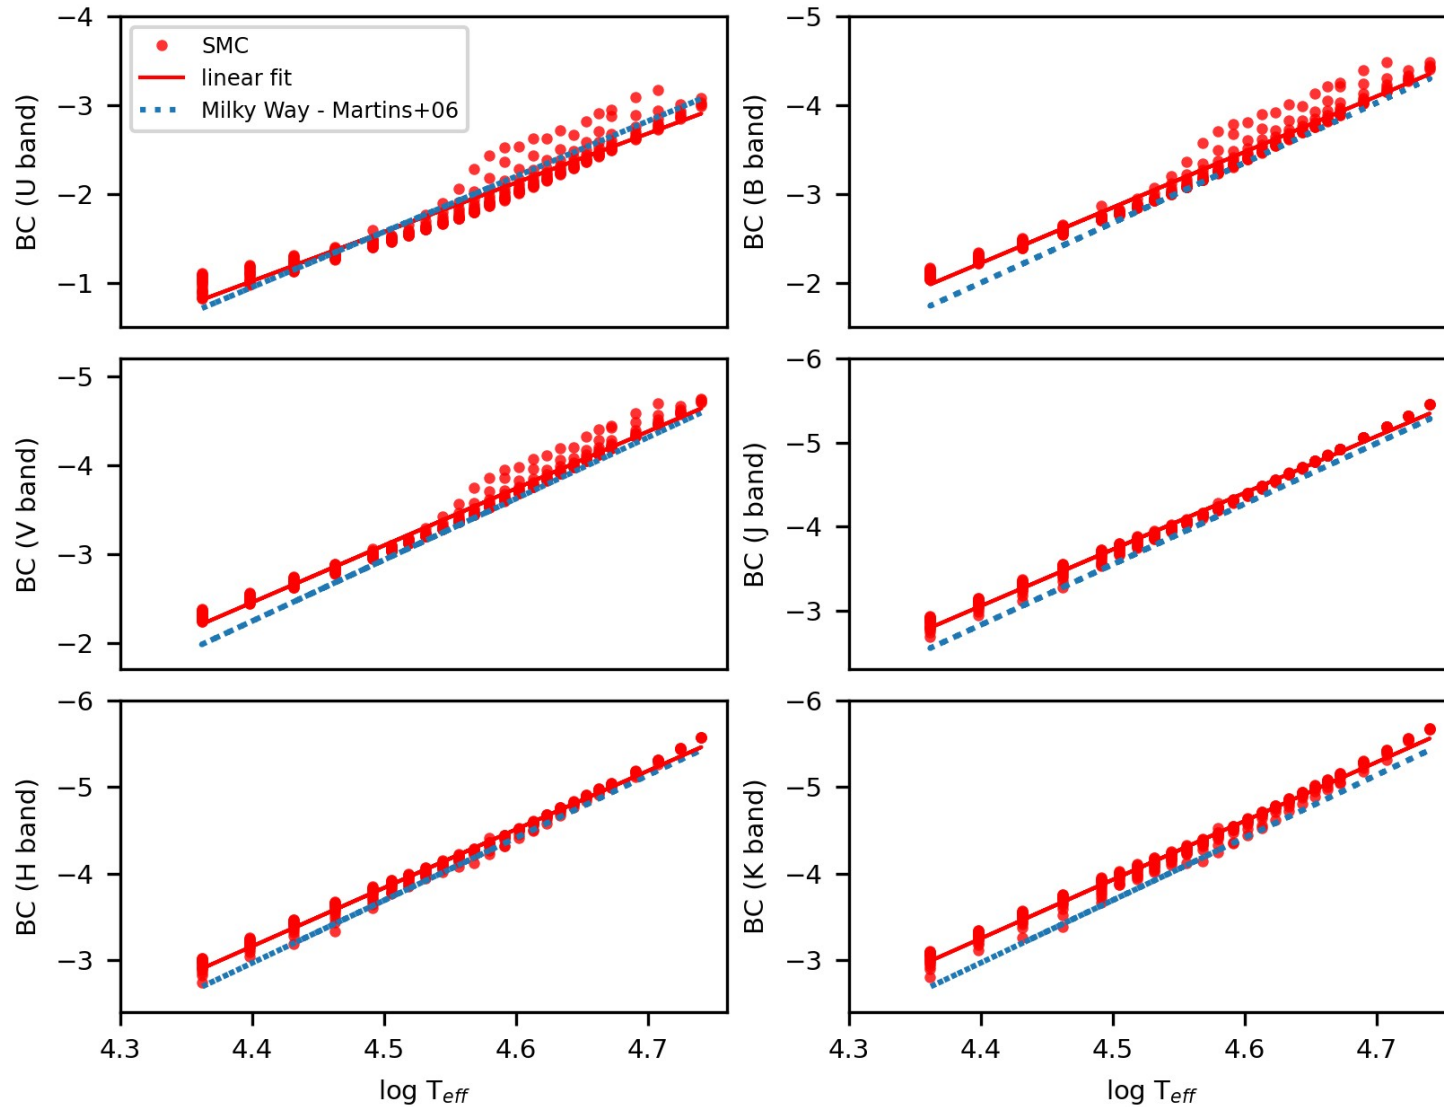 −4
−3
−2
−1
BC (U band)
SMC
linear fit
Milky Way - Martins+06
−5
−4
−3
−2
BC (B band)
−5
−4
−3
−2
BC (V band)
−6
−5
−4
−3
BC (J band)
−6
−5
−4
−3
BC (H band)
4.3 4.4 4.5 4.6 4.7
log Teff
−6
−5
−4
−3
BC (K band)
4.3 4.4 4.5 4.6 4.7
log Teff